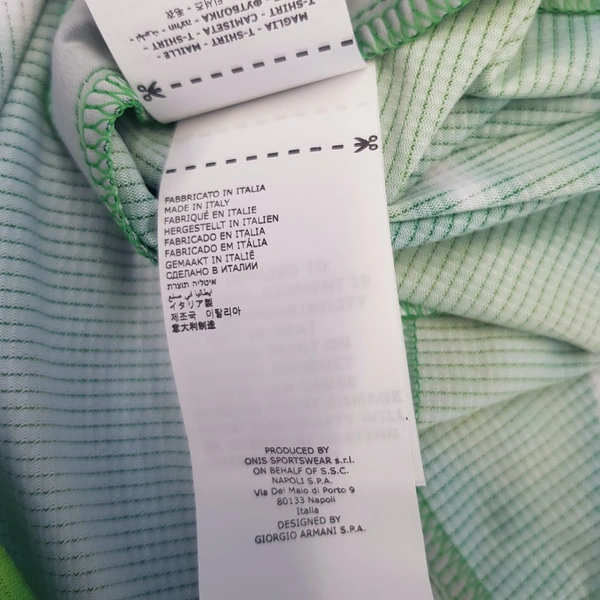 MAGLIA - T-SHIRT - MAILLE
- T-SHIRT - CAMISETA - T-SHIRT
FABBRICATO IN ITALIA
MADE IN ITALY
FABRIQUÉ EN ITALIE
HERGESTELLT IN ITALIEN
FABRICADO EN ITALIA
FABRICADO EM ITÁLIA
GEMAAKT IN ITALIË
СДЕЛАНО В ИТАЛИИ
איטליה תוצרת
إيطاليا في صنع
イタリア製
제조국 이탈리아
意大利制造
PRODUCED BY
ONIS SPORTSWEAR s.r.l.
ON BEHALF OF S.S.C.
NAPOLI S.P.A.
Via Del Maio di Porto 9
80133 Napoli
Italia
DESIGNED BY
GIORGIO ARMANI S.P.A.